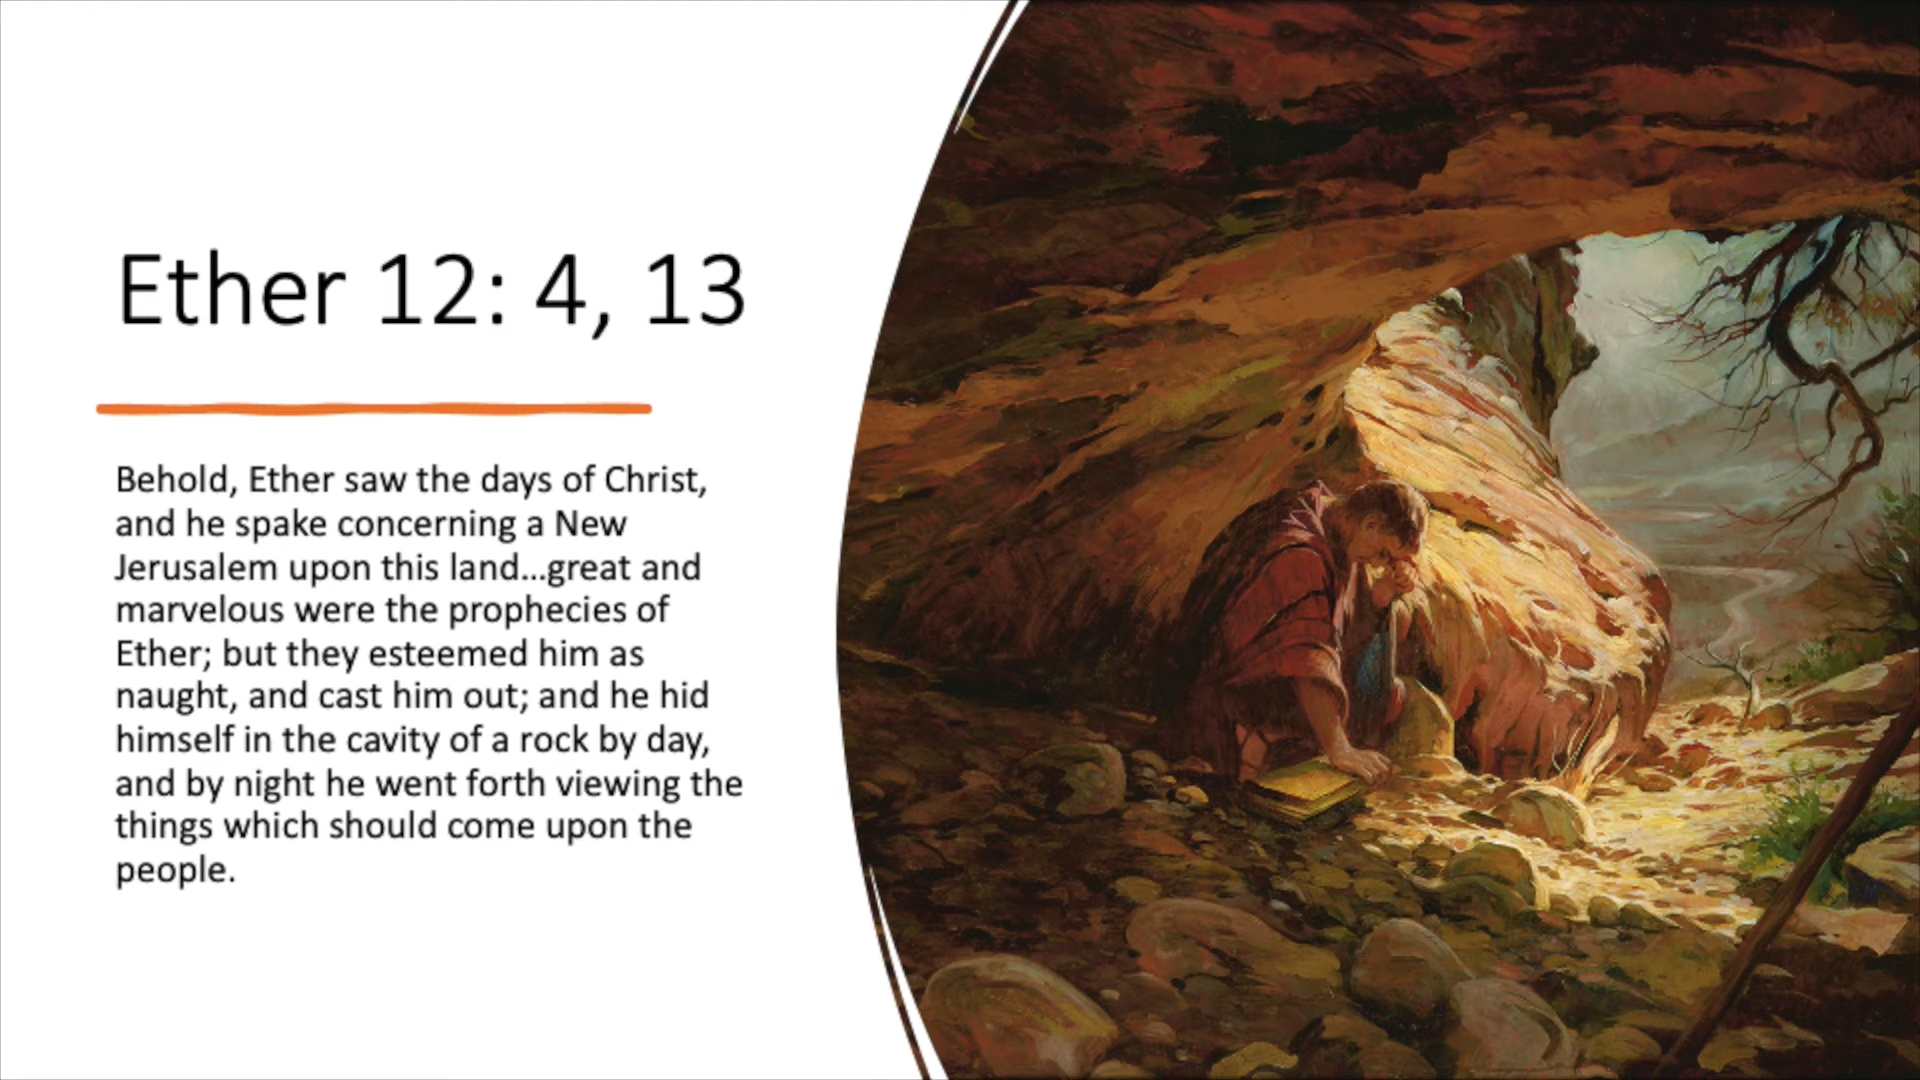 Ether 12: 4, 13
Behold, Ether saw the days of Christ,
and he spake concerning a New
Jerusalem upon this land...great and
marvelous were the prophecies of
Ether; but they esteemed him as
naught, and cast him out; and he hid
himself in the cavity of a rock by day,
and by night he went forth viewing the
things which should come upon the
people.